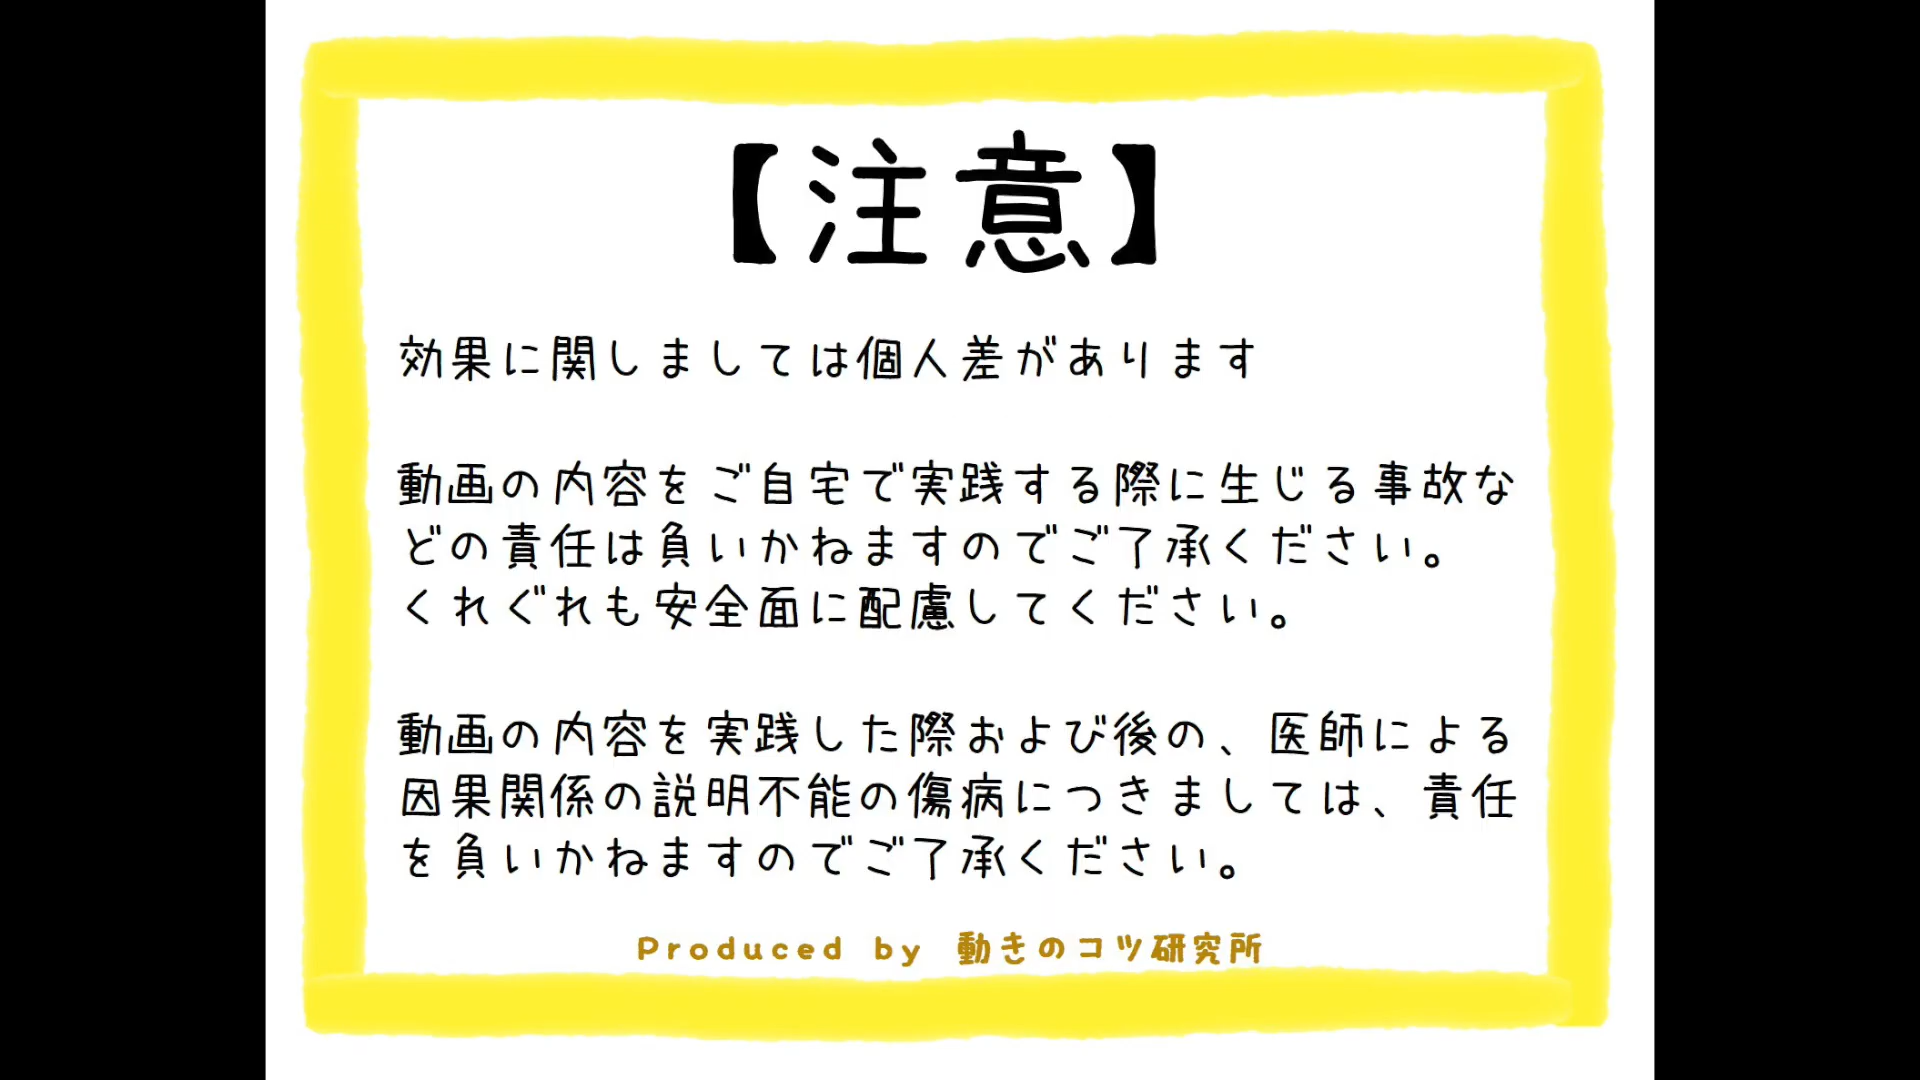 【注意】
効果に関しましては個人差があります
動画の内容をご自宅で実践する際に生じる事故な
どの責任は負いかねますのでご了承ください。
くれぐれも安全面に配慮してください。
動画の内容を実践した際および後の、医師による
因果関係の説明不能の傷病につきましては、責任
を負いかねますのでご了承ください。
Produced by 動きのコツ研究所